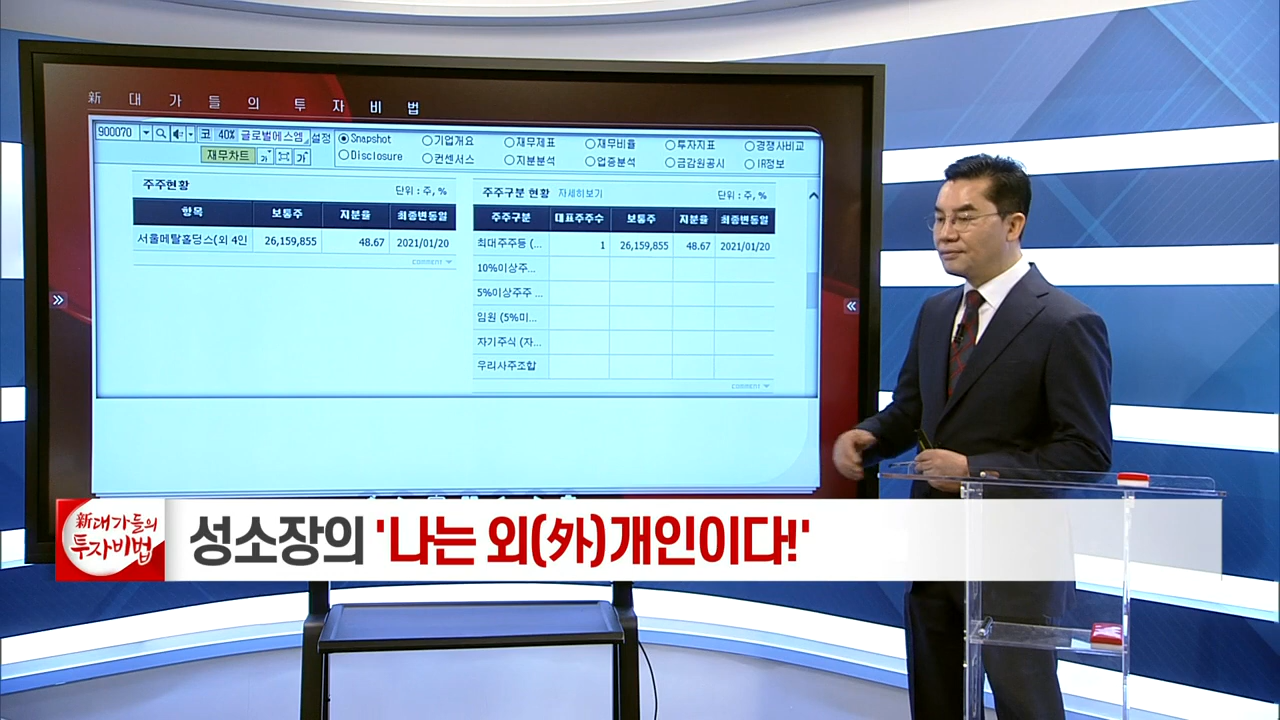 新 대 가 들 의 투 자 비 법
900070 코 40% 글로벌에스엠 설정
재무차트 가 가
Snapshot 기업개요 재무제표 재무비율 투자지표 경쟁사비교
Disclosure 컨센서스 지분분석 업종분석 금감원공시 IR정보
주주현황 단위 : 주, %
항목 보통주 지분율 최종변동일
서울메탈홀딩스(외 4인 26,159,855 48.67 2021/01/20
comment
주주구분 현황 자세히보기 단위 : 주, %
주주구분 대표주주수 보통주 지분율 최종변동일
최대주주등 (... 1 26,159,855 48.67 2021/01/20
10%이상주...
5%이상주주 ...
임원 (5%미...
자기주식 (자...
우리사주조합
comment
新대가들의
투자비법
성소장의 '나는 외(外)개인이다!'